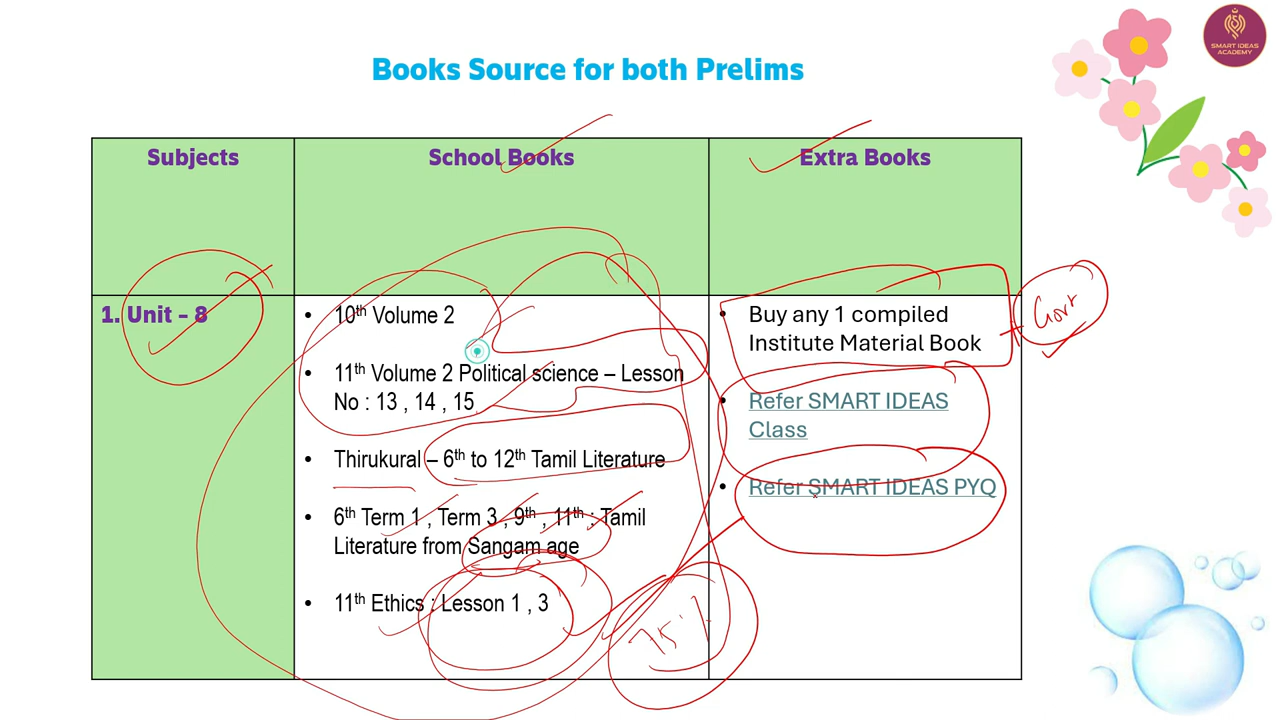 SMART IDEAS
ACADEMY
Books Source for both Prelims
Subjects
School Books
Extra Books
1. Unit – 8
• 10th Volume 2
• 11th Volume 2 Political science – Lesson
No : 13 , 14 , 15
• Thirukural – 6th to 12th Tamil Literature
• 6th Term 1 , Term 3 , 9th , 11th : Tamil
Literature from Sangam age
• 11th Ethics : Lesson 1 , 3
• Buy any 1 compiled
Institute Material Book
• Refer SMART IDEAS
Class
• Refer SMART IDEAS PYQ
+ Govt
75%